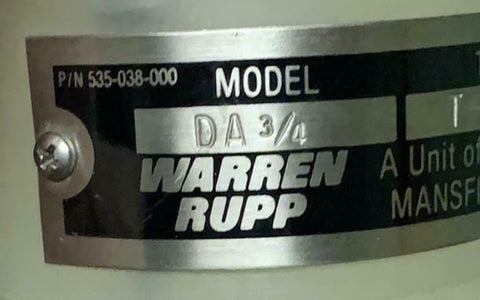 P/N 535-038-000 MODEL
DA 3/4
WARREN
RUPP
A Unit of